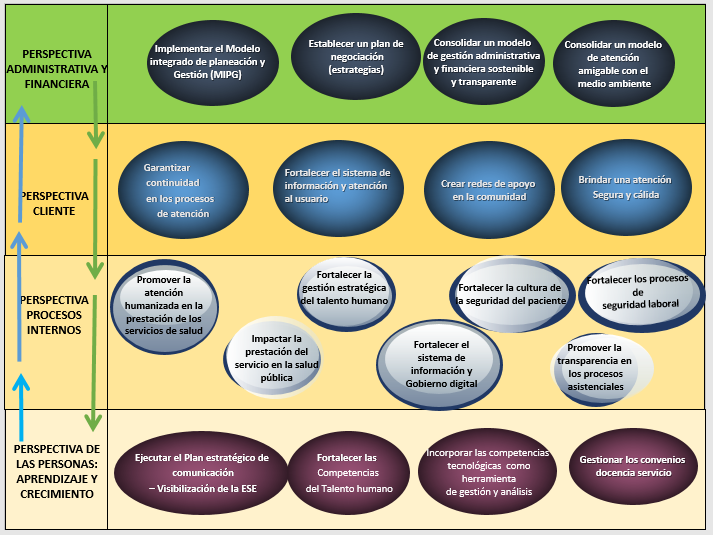 PERSPECTIVA
ADMINISTRATIVA Y
FINANCIERA
Implementar el Modelo
integrado de planeación y
Gestión (MIPG)
Establecer un plan de
negociación
(estrategias)
Consolidar un modelo
de gestión administrativa
y financiera sostenible
y transparente
Consolidar un modelo
de atención
amigable con el
medio ambiente
PERSPECTIVA
CLIENTE
Garantizar
continuidad
en los procesos
de atención
Fortalecer el sistema de
información y atención
al usuario
Crear redes de apoyo
en la comunidad
Brindar una atención
Segura y cálida
PERSPECTIVA
PROCESOS
INTERNOS
Promover la
atención
humanizada en la
prestación de los
servicios de salud
Impactar la
prestación del
servicio en la salud
pública
Fortalecer la
gestión estratégica
del talento humano
Fortalecer el
sistema de
información y
Gobierno digital
Fortalecer la cultura de
la seguridad del paciente
Promover la
transparencia en
los procesos
asistenciales
Fortalecer los procesos
de
seguridad laboral
PERSPECTIVA DE
LAS PERSONAS:
APRENDIZAJE Y
CRECIMIENTO
Ejecutar el Plan estratégico de
comunicación
– Visibilización de la ESE
Fortalecer las
Competencias
del Talento humano
Incorporar las competencias
tecnológicas como
herramienta
de gestión y análisis
Gestionar los convenios
docencia servicio